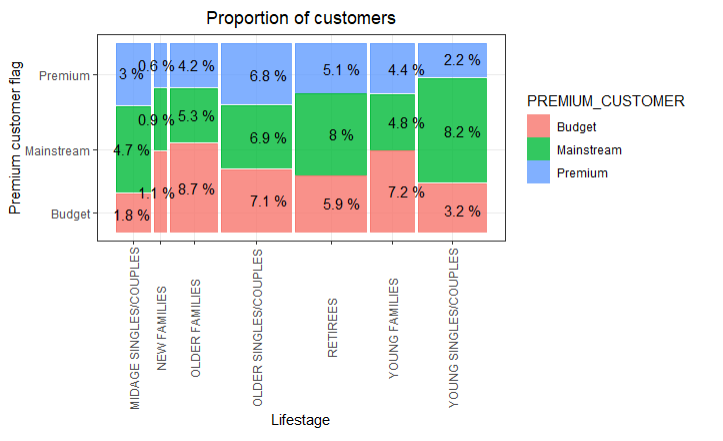 Proportion of customers
Premium customer flag
Premium
Mainstream
Budget
3 %
0.6 %
4.2 %
6.8 %
5.1 %
4.4 %
2.2 %
4.7 %
0.9 %
5.3 %
6.9 %
8 %
4.8 %
8.2 %
1.8 %
1.1 %
8.7 %
7.1 %
5.9 %
7.2 %
3.2 %
MIDAGE SINGLES/COUPLES
NEW FAMILIES
OLDER FAMILIES
OLDER SINGLES/COUPLES
RETIREES
YOUNG FAMILIES
YOUNG SINGLES/COUPLES
Lifestage
PREMIUM_CUSTOMER
Budget
Mainstream
Premium